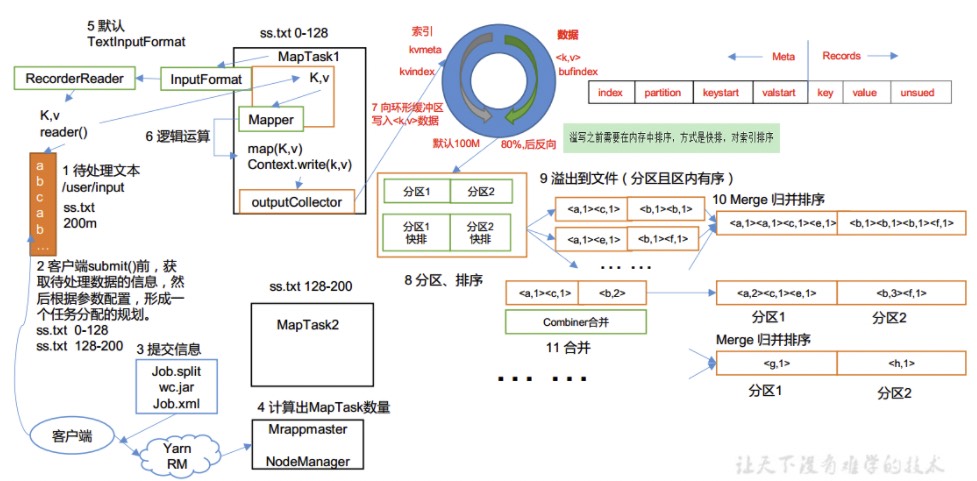 5 默认
TextInputFormat
ss.txt 0-128
MapTask1
RecorderReader
InputFormat
K,v
K,v
reader()
Mapper
6 逻辑运算
map(K,v)
Context.write(k,v)
outputCollector
a
b
c
a
b
...
1 待处理文本
/user/input
ss.txt
200m
2 客户端submit()前，获
取待处理数据的信息，然
后根据参数配置，形成一
个任务分配的规划。
ss.txt 0-128
ss.txt 128-200
3 提交信息
Job.split
wc.jar
Job.xml
客户端
Yarn
RM
4 计算出MapTask数量
Mrappmaster
NodeManager
ss.txt 128-200
MapTask2
索引
kvmeta
kvindex
数据
<k,v>
bufindex
7 向环形缓冲区
写入<k,v>数据
默认100M
80%,后反向
Meta
Records
index partition keystart valstart key value unsued
溢写之前需要在内存中排序，方式是快排，对索引排序
分区1 分区2
分区1
快排
分区2
快排
8 分区、排序
9 溢出到文件（分区且区内有序）
<a,1><c,1> <b,1><b,1>
<a,1><e,1> <b,1><f,1>
... ...
10 Merge 归并排序
<a,1><a,1><c,1><e,1> <b,1><b,1><b,1><f,1>
<a,1><c,1> <b,2>
Combiner合并
11 合并
... ...
<a,2><c,1><e,1> <b,3><f,1>
分区1 分区2
Merge 归并排序
<g,1> <h,1>
分区1 分区2
让天下没有难学的技术